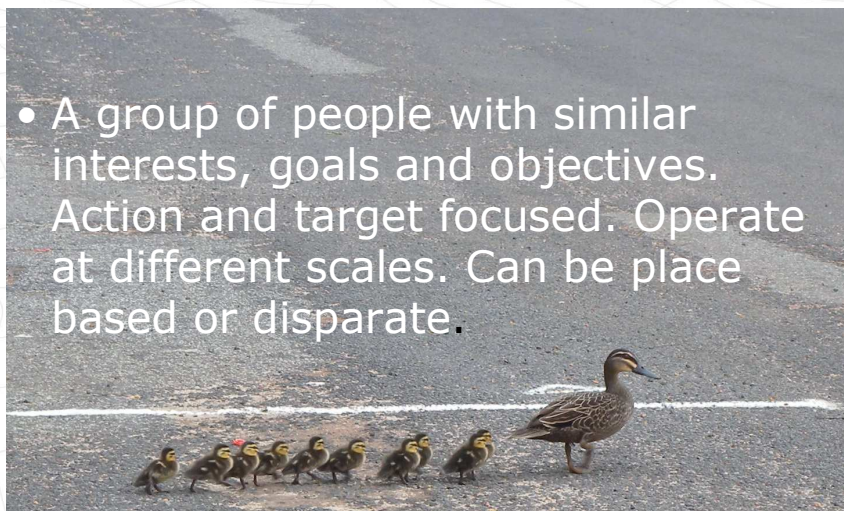 • A group of people with similar
interests, goals and objectives.
Action and target focused. Operate
at different scales. Can be place
based or disparate.